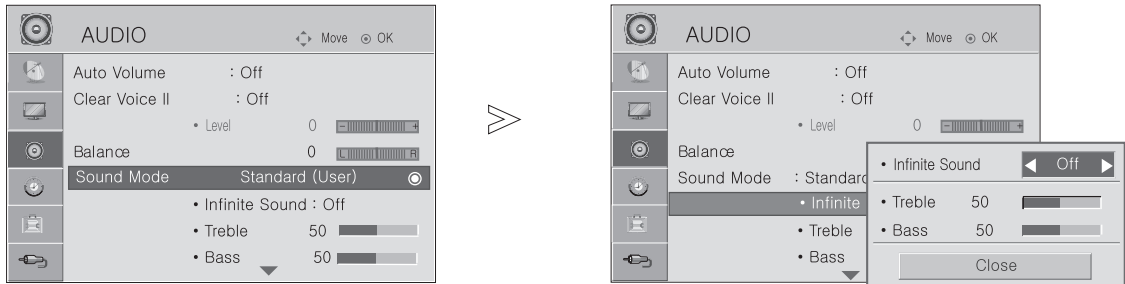 AUDIO
Move OK
Auto Volume : Off
Clear Voice II : Off
• Level 0 - +
Balance 0 L R
Sound Mode Standard (User)
• Infinite Sound : Off
• Treble 50
• Bass 50
AUDIO
Move OK
Auto Volume : Off
Clear Voice II : Off
• Level 0 - +
Balance
Sound Mode : Standard
• Infinite
• Treble
• Bass
• Infinite Sound Off
• Treble 50
• Bass 50
Close